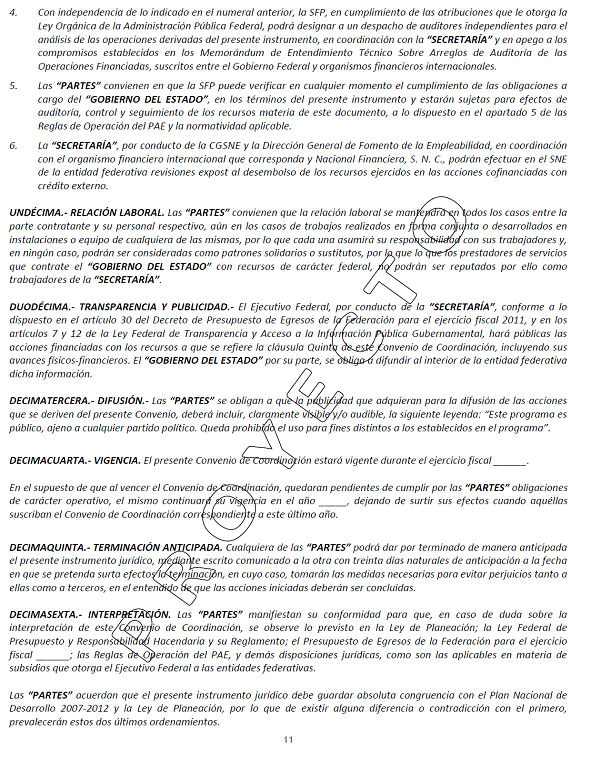 4. Con independencia de lo indicado en el numeral anterior, la SFP, en cumplimiento de las atribuciones que le otorga la
Ley Orgánica de la Administración Pública Federal, podrá designar a un despacho de auditores independientes para el
análisis de las operaciones derivadas del presente instrumento, en coordinación con la “SECRETARÍA” y en apego a los
compromisos establecidos en los Memorándum de Entendimiento Técnico Sobre Arreglos de Auditoría de las
Operaciones Financiadas, suscritos entre el Gobierno Federal y organismos financieros internacionales.
5. Las “PARTES” convienen en que la SFP puede verificar en cualquier momento el cumplimiento de las obligaciones a
cargo del “GOBIERNO DEL ESTADO”, en los términos del presente instrumento y estarán sujetas para efectos de
auditoría, control y seguimiento de los recursos materia de este documento, a lo dispuesto en el apartado 5 de las
Reglas de Operación del PAE y la normatividad aplicable.
6. La “SECRETARÍA”, por conducto de la CGSNE y la Dirección General de Fomento de la Empleabilidad, en coordinación
con el organismo financiero internacional que corresponda y Nacional Financiera, S. N. C., podrán efectuar en el SNE
de la entidad federativa revisiones expost al desembolso de los recursos ejercidos en las acciones cofinanciadas con
crédito externo.
UNDÉCIMA.- RELACIÓN LABORAL. Las “PARTES” convienen que la relación laboral se mantendrá en todos los casos entre la
parte contratante y su personal respectivo, aún en los casos de trabajos realizados en forma conjunta o desarrollados en
instalaciones o equipo de cualquiera de las mismas, por lo que cada una asumirá su responsabilidad con sus trabajadores y,
en ningún caso, podrán ser consideradas como patrones solidarios o sustitutos, por lo que lo que los prestadores de servicios
que contrate el “GOBIERNO DEL ESTADO” con recursos de carácter federal, no podrán ser reputados por ello como
trabajadores de la “SECRETARÍA”.
DUODÉCIMA.- TRANSPARENCIA Y PUBLICIDAD.- El Ejecutivo Federal, por conducto de la “SECRETARÍA”, conforme a lo
dispuesto en el artículo 30 del Decreto de Presupuesto de Egresos de la Federación para el ejercicio fiscal 2011, y en los
artículos 7 y 12 de la Ley Federal de Transparencia y Acceso a la Información Pública Gubernamental, hará públicas las
acciones financiadas con los recursos a que se refiere la cláusula Quinta de este Convenio de Coordinación, incluyendo sus
avances físicos-financieros. El “GOBIERNO DEL ESTADO” por su parte, se obliga a difundir al interior de la entidad federativa
dicha información.
DECIMATERCERA.- DIFUSIÓN.- Las “PARTES” se obligan a que la publicidad que adquieran para la difusión de las acciones
que se deriven del presente Convenio, deberá incluir, claramente visible y/o audible, la siguiente leyenda: “Este programa es
público, ajeno a cualquier partido político. Queda prohibido el uso para fines distintos a los establecidos en el programa”.
DECIMACUARTA.- VIGENCIA. El presente Convenio de Coordinación estará vigente durante el ejercicio fiscal ______.
En el supuesto de que al vencer el Convenio de Coordinación, quedaran pendientes de cumplir por las “PARTES” obligaciones
de carácter operativo, el mismo continuará su vigencia en el año _____, dejando de surtir sus efectos cuando aquéllas
suscriban el Convenio de Coordinación correspondiente a este último año.
DECIMAQUINTA.- TERMINACIÓN ANTICIPADA. Cualquiera de las “PARTES” podrá dar por terminado de manera anticipada
el presente instrumento jurídico, mediante escrito comunicado a la otra con treinta días naturales de anticipación a la fecha
en que se pretenda surta efectos la terminación, en cuyo caso, tomarán las medidas necesarias para evitar perjuicios tanto a
ellas como a terceros, en el entendido de que las acciones iniciadas deberán ser concluidas.
DECIMASEXTA.- INTERPRETACIÓN. Las “PARTES” manifiestan su conformidad para que, en caso de duda sobre la
interpretación de este Convenio de Coordinación, se observe lo previsto en la Ley de Planeación; la Ley Federal de
Presupuesto y Responsabilidad Hacendaria y su Reglamento; el Presupuesto de Egresos de la Federación para el ejercicio
fiscal ______; las Reglas de Operación del PAE, y demás disposiciones jurídicas, como son las aplicables en materia de
subsidios que otorga el Ejecutivo Federal a las entidades federativas.
Las “PARTES” acuerdan que el presente instrumento jurídico debe guardar absoluta congruencia con el Plan Nacional de
Desarrollo 2007-2012 y la Ley de Planeación, por lo que de existir alguna diferencia o contradicción con el primero,
prevalecerán estos dos últimos ordenamientos.
11
PROYECTO